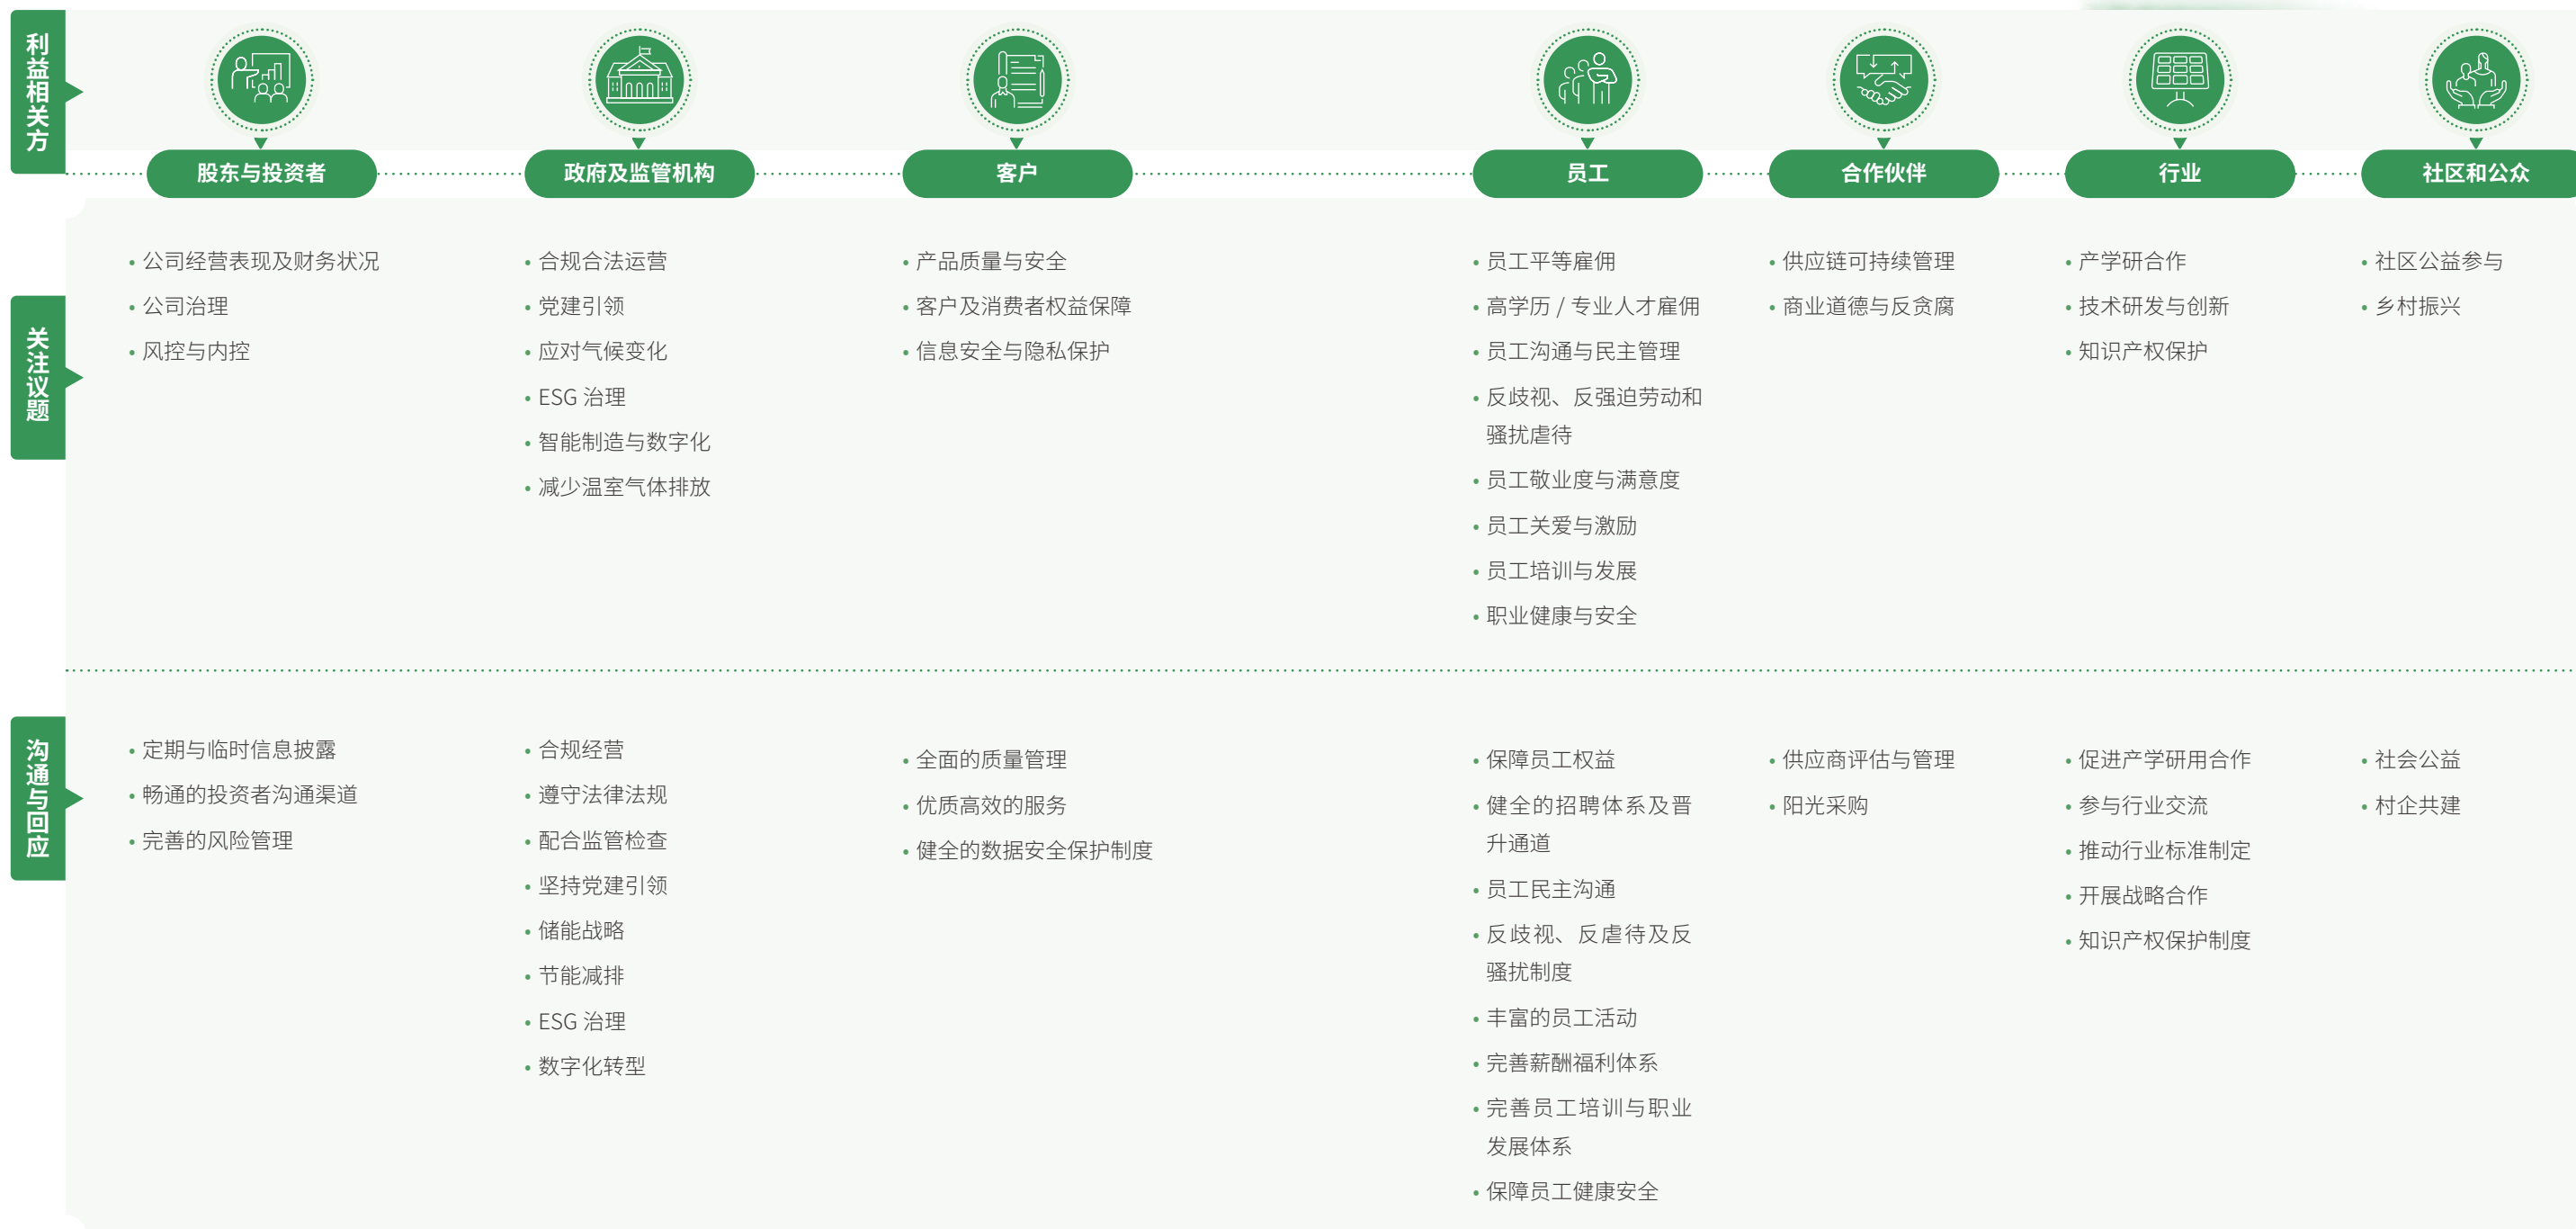 利益相关方
股东与投资者
政府及监管机构
客户
员工
合作伙伴
行业
社区和公众
关注议题
• 公司经营表现及财务状况
• 公司治理
• 风控与内控
• 合规合法运营
• 党建引领
• 应对气候变化
• ESG 治理
• 智能制造与数字化
• 减少温室气体排放
• 产品质量与安全
• 客户及消费者权益保障
• 信息安全与隐私保护
• 员工平等雇佣
• 高学历 / 专业人才雇佣
• 员工沟通与民主管理
• 反歧视、反强迫劳动和
骚扰虐待
• 员工敬业度与满意度
• 员工关爱与激励
• 员工培训与发展
• 职业健康与安全
• 供应链可持续管理
• 商业道德与反贪腐
• 产学研合作
• 技术研发与创新
• 知识产权保护
• 社区公益参与
• 乡村振兴
沟通与回应
• 定期与临时信息披露
• 畅通的投资者沟通渠道
• 完善的风险管理
• 合规经营
• 遵守法律法规
• 配合监管检查
• 坚持党建引领
• 储能战略
• 节能减排
• ESG 治理
• 数字化转型
• 全面的质量管理
• 优质高效的服务
• 健全的数据安全保护制度
• 保障员工权益
• 健全的招聘体系及晋
升通道
• 员工民主沟通
• 反歧视、反虐待及反
骚扰制度
• 丰富的员工活动
• 完善薪酬福利体系
• 完善员工培训与职业
发展体系
• 保障员工健康安全
• 供应商评估与管理
• 阳光采购
• 促进产学研用合作
• 参与行业交流
• 推动行业标准制定
• 开展战略合作
• 知识产权保护制度
• 社会公益
• 村企共建